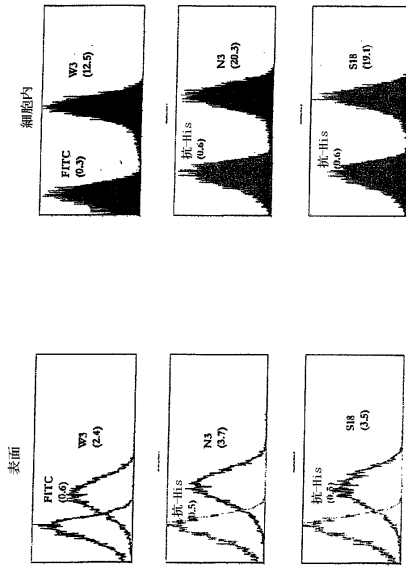 表面
FITC
(0.6)
W3
(2.4)
抗-His
(0.5)
N3
(3.7)
抗-His
S18
(3.5)
細胞内
FITC
(0.3)
W3
(12.5)
抗-His
(0.6)
N3
(20.3)
抗-His
(0.6)
S18
(19.1)